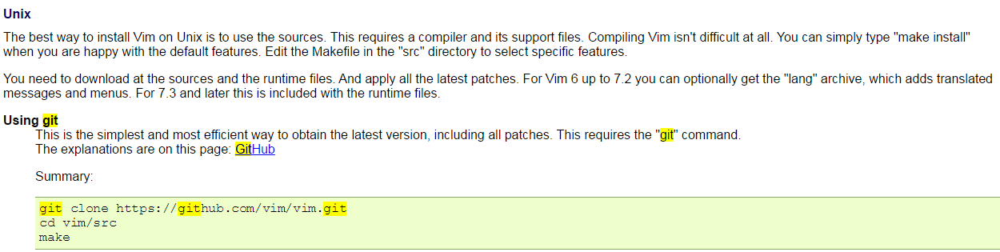 Unix
The best way to install Vim on Unix is to use the sources. This requires a compiler and its support files. Compiling Vim isn't difficult at all. You can simply type "make install"
when you are happy with the default features. Edit the Makefile in the "src" directory to select specific features.
You need to download at the sources and the runtime files. And apply all the latest patches. For Vim 6 up to 7.2 you can optionally get the "lang" archive, which adds translated
messages and menus. For 7.3 and later this is included with the runtime files.
Using git
This is the simplest and most efficient way to obtain the latest version, including all patches. This requires the "git" command.
The explanations are on this page: GitHub
Summary:
git clone https://github.com/vim/vim.git
cd vim/src
make